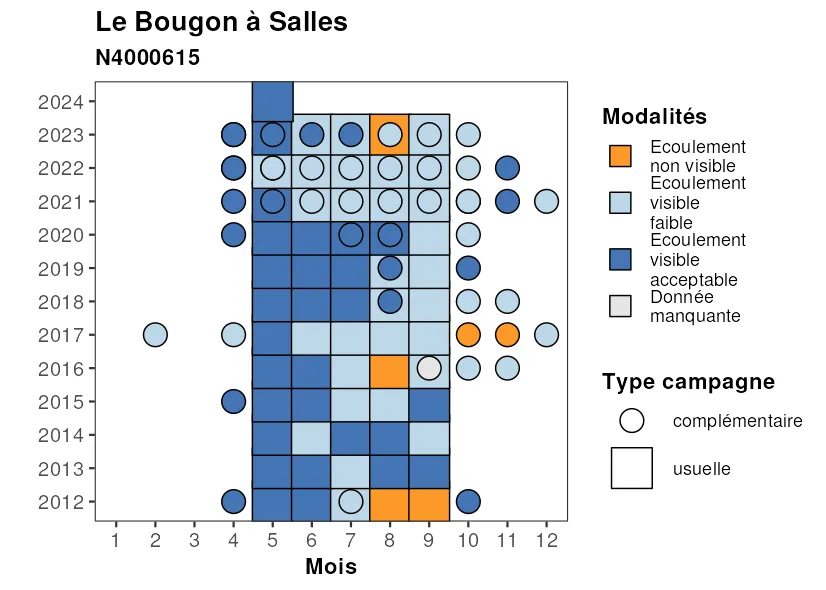 Le Bougon à Salles
N4000615
2024
2023
2022
2021
2020
2019
2018
2017
2016
2015
2014
2013
2012
1 2 3 4 5 6 7 8 9 10 11 12
Mois
Modalités
Ecoulement
non visible
Ecoulement
visible
faible
Ecoulement
visible
acceptable
Donnée
manquante
Type campagne
complémentaire
usuelle